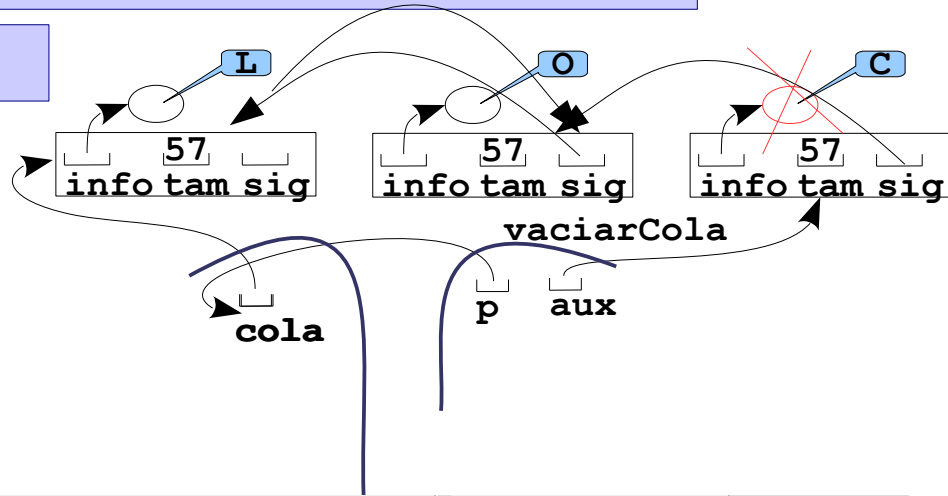 L O C
57 57 57
info tam sig info tam sig info tam sig
vaciarCola
p aux
cola